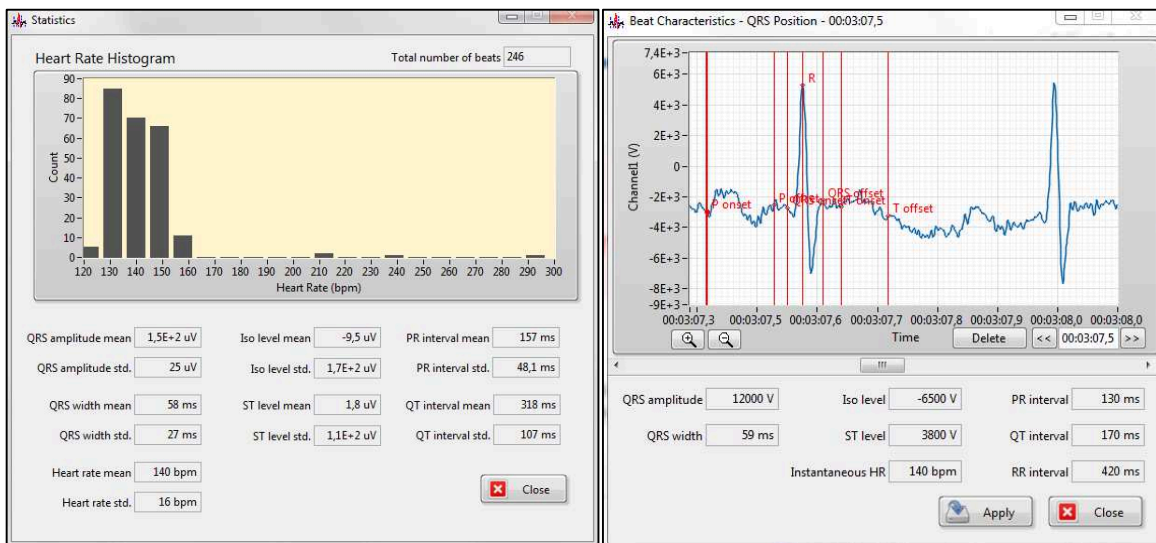 Statistics
Heart Rate Histogram
Total number of beats 246
90
80
70
60
50
40
30
20
10
0
Count
120 130 140 150 160 170 180 190 200 210 220 230 240 250 260 270 280 290 300
Heart Rate (bpm)
QRS amplitude mean 1,5E+2 uV Iso level mean -9,5 uV PR interval mean 157 ms
QRS amplitude std. 25 uV Iso level std. 1,7E+2 uV PR interval std. 48,1 ms
QRS width mean 58 ms ST level mean 1,8 uV QT interval mean 318 ms
QRS width std. 27 ms ST level std. 1,1E+2 uV QT interval std. 107 ms
Heart rate mean 140 bpm
Heart rate std. 16 bpm
Close
Beat Characteristics - QRS Position - 00:03:07,5
7,4E+3
6E+3
4E+3
2E+3
0
-2E+3
-4E+3
-6E+3
-8E+3
-9E+3
Channel1 (V)
R
P onset
P offset
QRS onset
QRS offset
T onset
T offset
00:03:07,3 00:03:07,5 00:03:07,6 00:03:07,7 00:03:07,8 00:03:07,9 00:03:08,0 00:03:08,0
Time
Delete << 00:03:07,5 >>
QRS amplitude 12000 V Iso level -6500 V PR interval 130 ms
QRS width 59 ms ST level 3800 V QT interval 170 ms
Instantaneous HR 140 bpm RR interval 420 ms
Apply Close